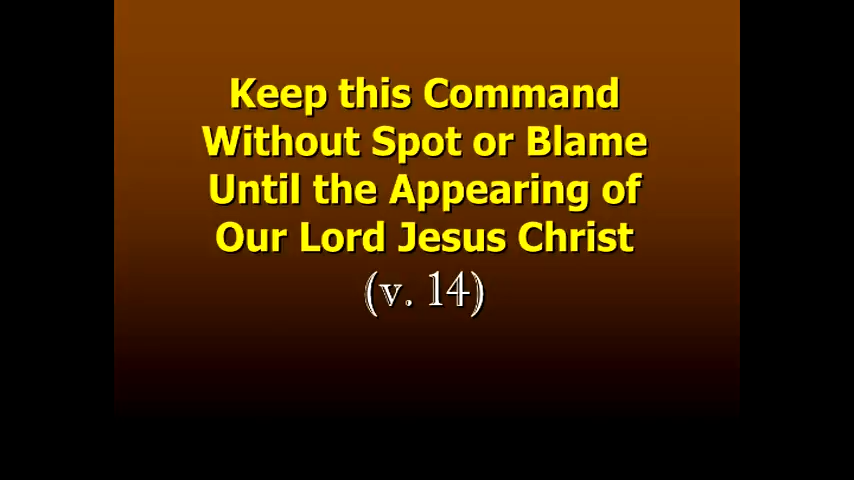 Keep this Command
Without Spot or Blame
Until the Appearing of
Our Lord Jesus Christ
(v. 14)